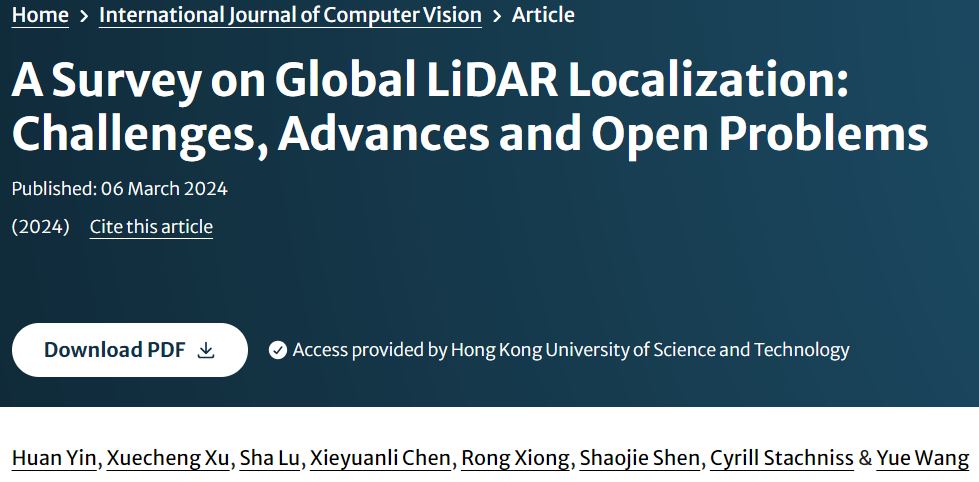 Home > International Journal of Computer Vision > Article
A Survey on Global LiDAR Localization:
Challenges, Advances and Open Problems
Published: 06 March 2024
(2024) Cite this article
Download PDF Access provided by Hong Kong University of Science and Technology
Huan Yin, Xuecheng Xu, Sha Lu, Xieyuanli Chen, Rong Xiong, Shaojie Shen, Cyrill Stachniss & Yue Wang